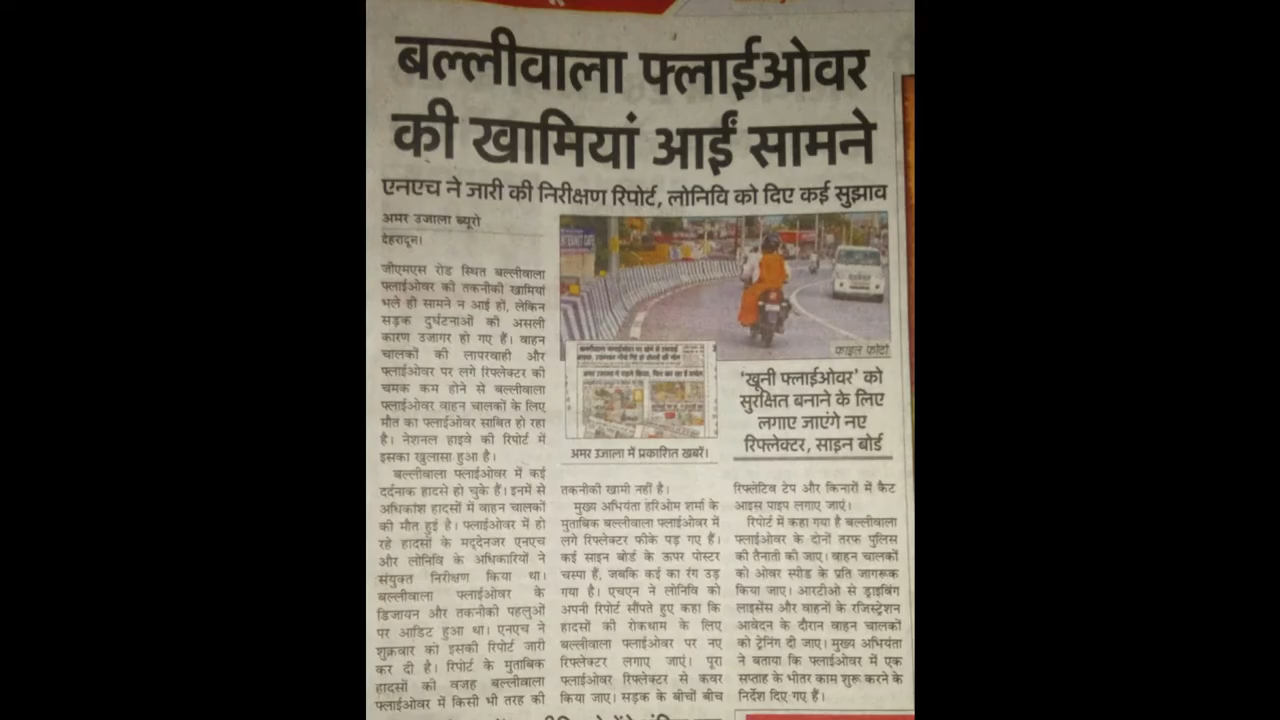 बल्लीवाला फ्लाईओवर
की खामियां आईं सामने
एनएच ने जारी की निरीक्षण रिपोर्ट, लोनिवि को दिए कई सुझाव
अमर उजाला ब्यूरो
देहरादून।
जीएमएस रोड स्थित बल्लीवाला
फ्लाईओवर की तकनीकी खामियां
भले ही सामने न आई हों, लेकिन
सड़क दुर्घटनाओं की असली
कारण उजागर हो गए हैं। वाहन
चालकों की लापरवाही और
फ्लाईओवर पर लगे रिफ्लेक्टर की
चमक कम होने से बल्लीवाला
फ्लाईओवर वाहन चालकों के लिए
मौत का फ्लाईओवर साबित हो रहा
है। नेशनल हाइवे की रिपोर्ट में
इसका खुलासा हुआ है।
बल्लीवाला फ्लाईओवर में कई
दर्दनाक हादसे हो चुके हैं। इनमें से
अधिकांश हादसों में वाहन चालकों
की मौत हुई है। फ्लाईओवर में हो
रहे हादसों के मद्देनजर एनएच
और लोनिवि के अधिकारियों ने
संयुक्त निरीक्षण किया था।
बल्लीवाला फ्लाईओवर के
डिजायन और तकनीकी पहलुओं
पर आडिट हुआ था। एनएच ने
शुक्रवार को इसकी रिपोर्ट जारी
कर दी है। रिपोर्ट के मुताबिक
हादसों की वजह बल्लीवाला
फ्लाईओवर में किसी भी तरह की
फाइल फोटो
अमर उजाला में प्रकाशित खबरें।
'खूनी फ्लाईओवर' को
सुरक्षित बनाने के लिए
लगाए जाएंगे नए
रिफ्लेक्टर, साइन बोर्ड
तकनीकी खामी नहीं है।
मुख्य अभियंता हरिओम शर्मा के
मुताबिक बल्लीवाला फ्लाईओवर में
लगे रिफ्लेक्टर फीके पड़ गए हैं।
कई साइन बोर्ड के ऊपर पोस्टर
चस्पा हैं, जबकि कई का रंग उड़
गया है। एचएन ने लोनिवि को
अपनी रिपोर्ट सौंपते हुए कहा कि
हादसों की रोकथाम के लिए
बल्लीवाला फ्लाईओवर पर नए
रिफ्लेक्टर लगाए जाएं। पूरा
फ्लाईओवर रिफ्लेक्टर से कवर
किया जाए। सड़क के बीचों बीच
रिफ्लेटिव टेप और किनारों में कैट
आइस पाइप लगाए जाएं।
रिपोर्ट में कहा गया है बल्लीवाला
फ्लाईओवर के दोनों तरफ पुलिस
की तैनाती की जाए। वाहन चालकों
को ओवर स्पीड के प्रति जागरूक
किया जाए। आरटीओ से ड्राइविंग
लाइसेंस और वाहनों के रजिस्ट्रेशन
आवेदन के दौरान वाहन चालकों
को ट्रेनिंग दी जाए। मुख्य अभियंता
ने बताया कि फ्लाईओवर में एक
सप्ताह के भीतर काम शुरू करने के
निर्देश दिए गए हैं।